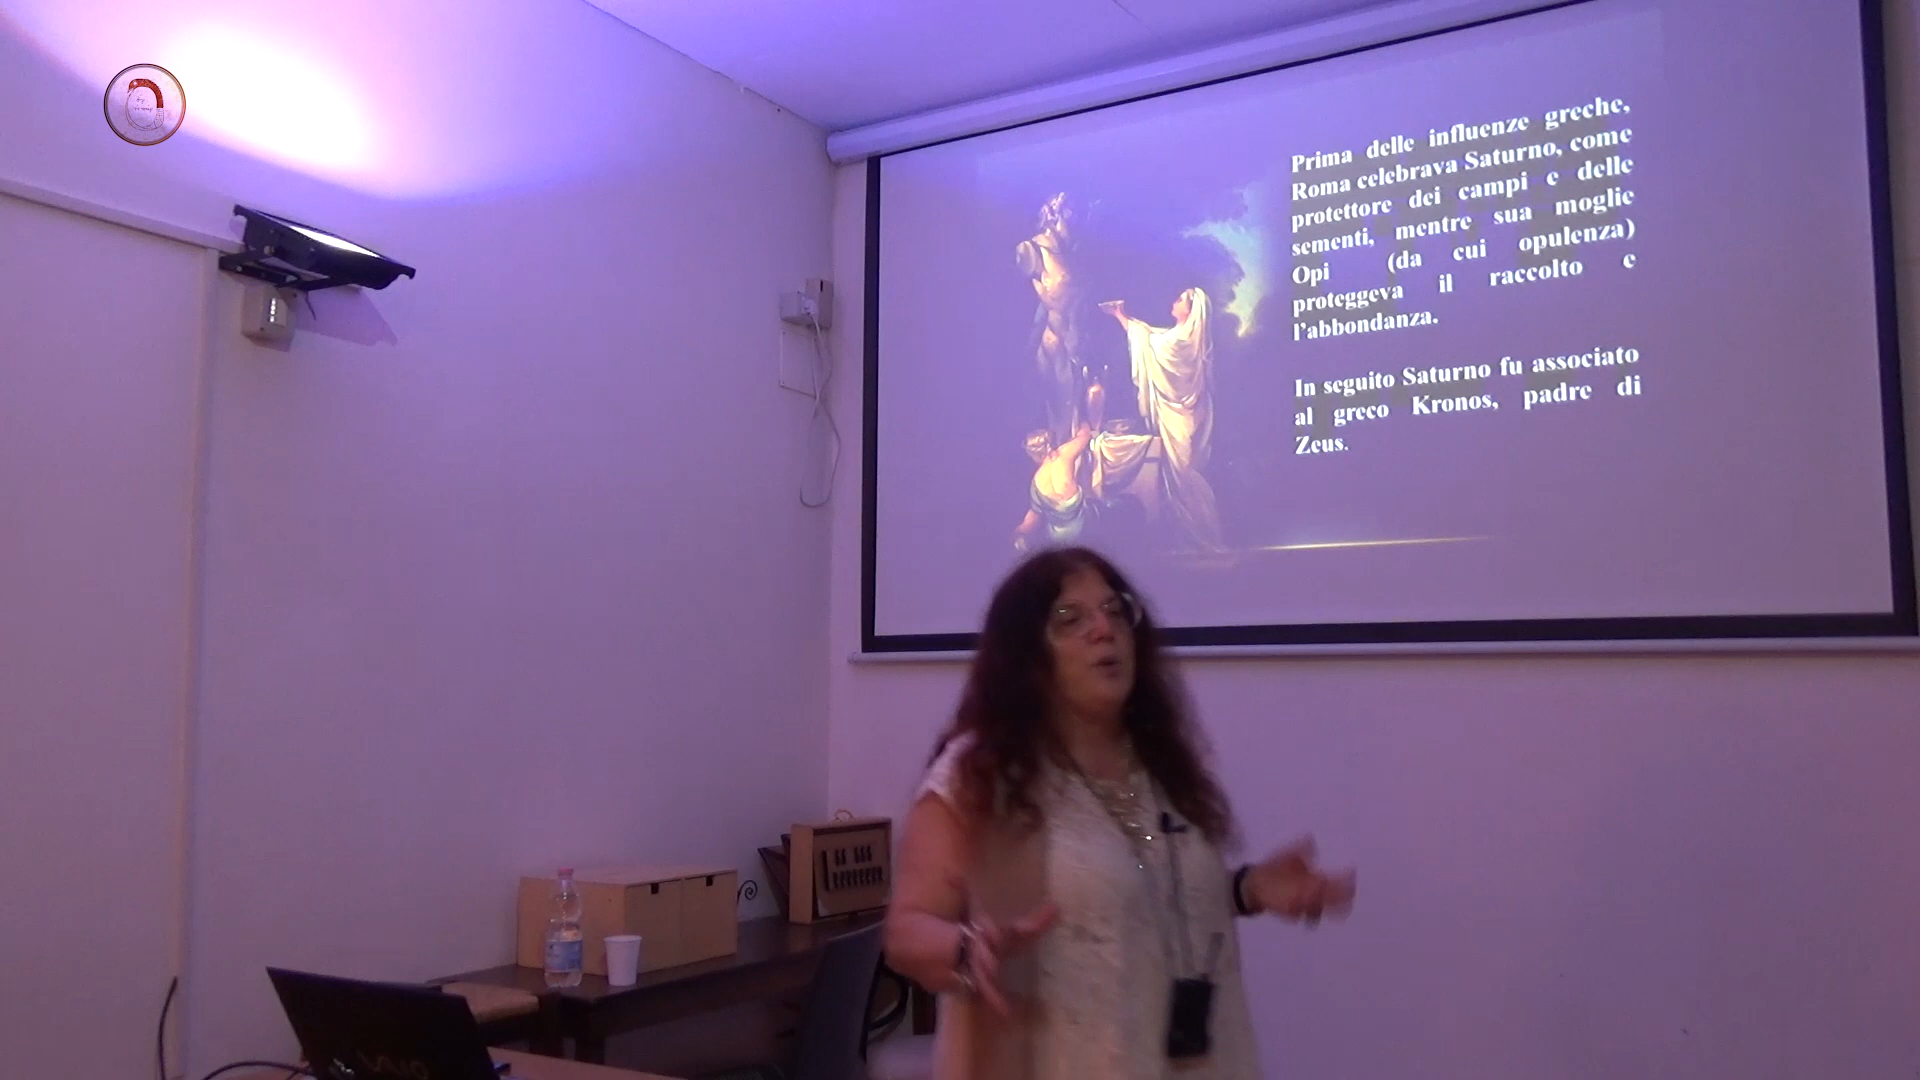 Prima delle influenze greche,
Roma celebrava Saturno, come
protettore dei campi e delle
sementi, mentre sua moglie
Opi (da cui opulenza)
proteggeva il raccolto e
l'abbondanza.
In seguito Saturno fu associato
al greco Kronos, padre di
Zeus.
VAIO